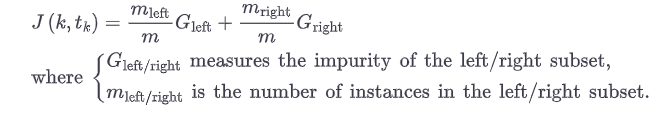 J (k, t_k) = m_left/m G_left + m_right/m G_right
where { G_left/right measures the impurity of the left/right subset,
m_left/right is the number of instances in the left/right subset.